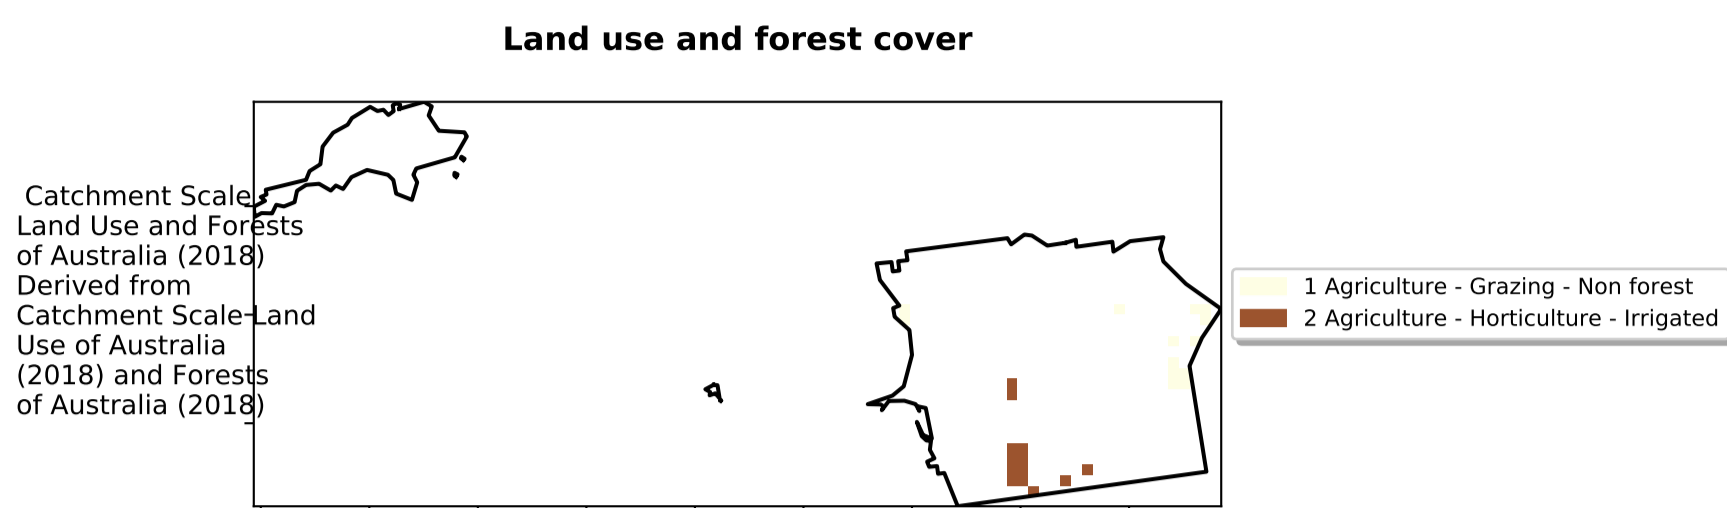 Land use and forest cover
Catchment Scale
Land Use and Forests
of Australia (2018)
Derived from
Catchment Scale Land
Use of Australia
(2018) and Forests
of Australia (2018)
1 Agriculture - Grazing - Non forest
2 Agriculture - Horticulture - Irrigated